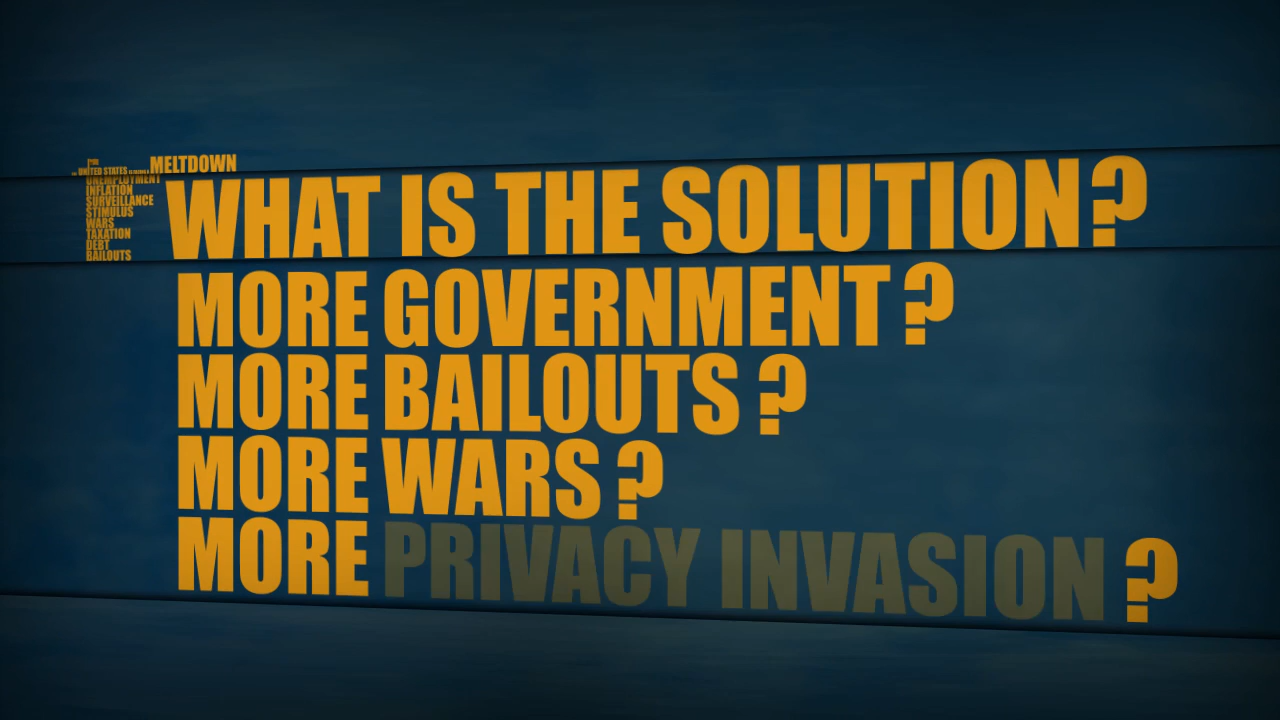 UNITED STATES
MELTDOWN
UNEMPLOYMENT
INFLATION
SURVEILLANCE
STIMULUS
WARS
TAXATION
DEBT
BAILOUTS
WHAT IS THE SOLUTION?
MORE GOVERNMENT ?
MORE BAILOUTS ?
MORE WARS ?
MORE PRIVACY INVASION ?